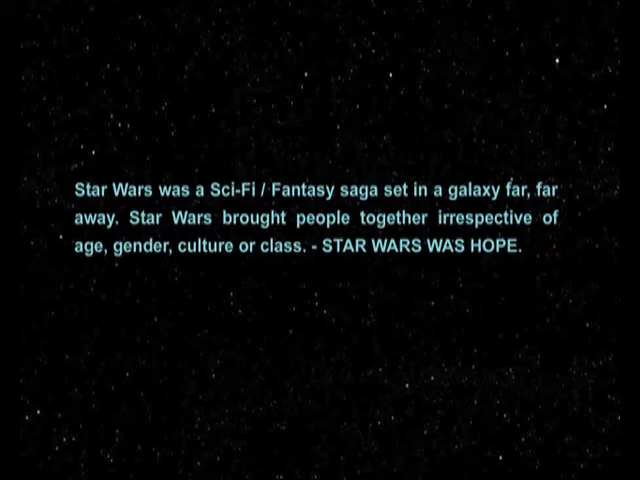 Star Wars was a Sci-Fi / Fantasy saga set in a galaxy far, far
away. Star Wars brought people together irrespective of
age, gender, culture or class. - STAR WARS WAS HOPE.